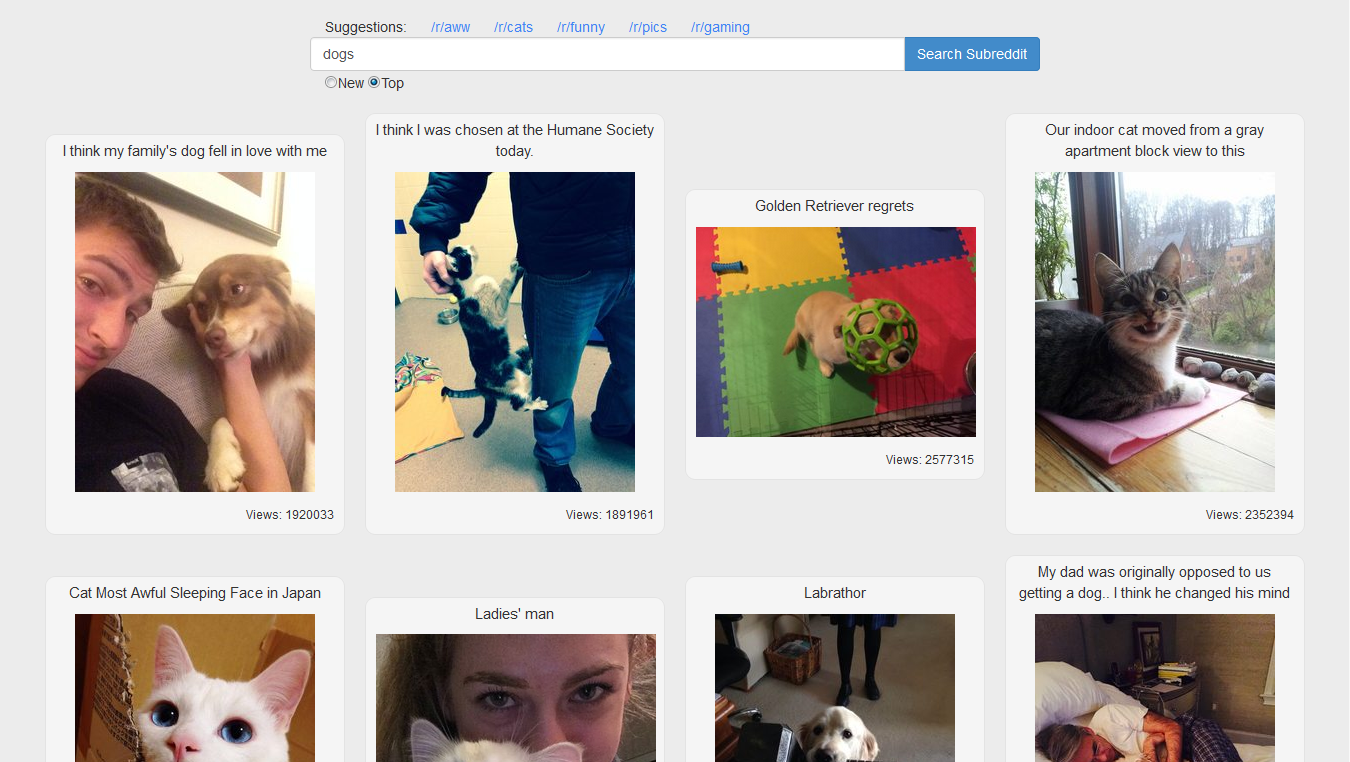 Suggestions: /r/aww /r/cats /r/funny /r/pics /r/gaming
dogs Search Subreddit
New Top
I think my family's dog fell in love with me
Views: 1920033
I think I was chosen at the Humane Society
today.
Views: 1891961
Golden Retriever regrets
Views: 2577315
Our indoor cat moved from a gray
apartment block view to this
Views: 2352394
Cat Most Awful Sleeping Face in Japan
Ladies' man
Labrathor
My dad was originally opposed to us
getting a dog.. I think he changed his mind